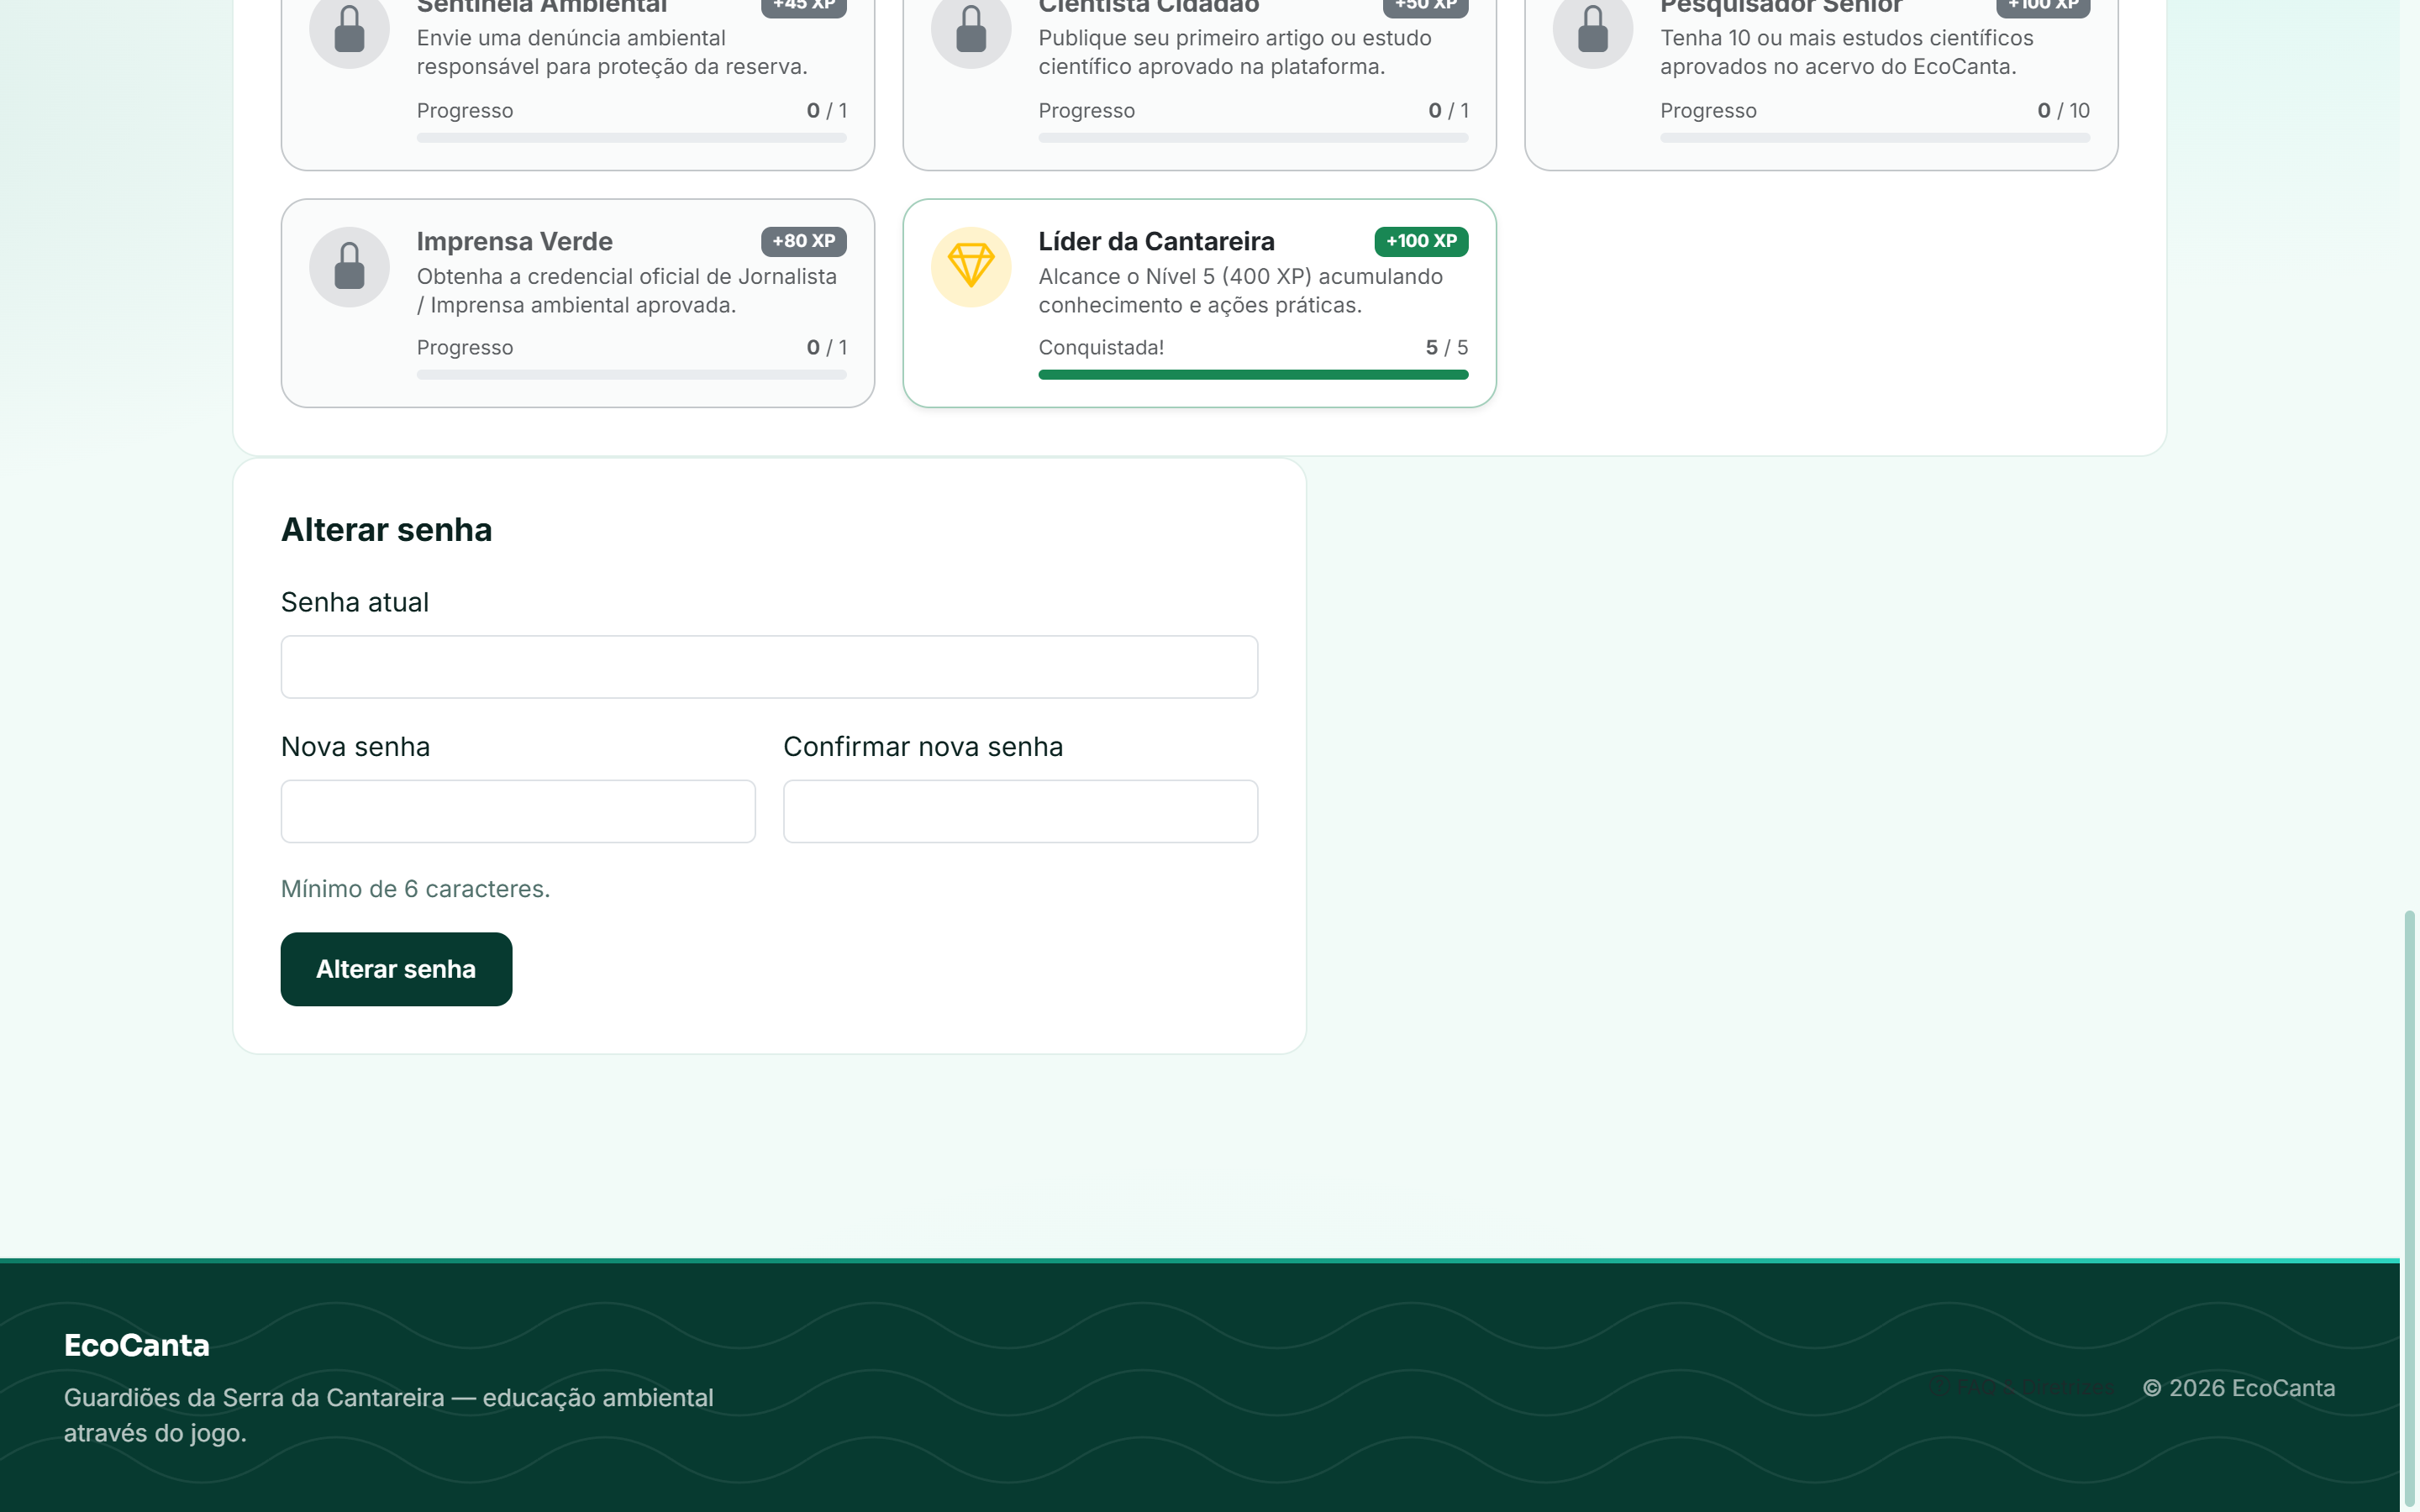 Sentinela Ambiental +45 XP
Envie uma denúncia ambiental
responsável para proteção da reserva.
Progresso 0 / 1
Cientista Cidadão +50 XP
Publique seu primeiro artigo ou estudo
científico aprovado na plataforma.
Progresso 0 / 1
Pesquisador Sênior +100 XP
Tenha 10 ou mais estudos científicos
aprovados no acervo do EcoCanta.
Progresso 0 / 10
Imprensa Verde +80 XP
Obtenha a credencial oficial de Jornalista
/ Imprensa ambiental aprovada.
Progresso 0 / 1
Líder da Cantareira +100 XP
Alcance o Nível 5 (400 XP) acumulando
conhecimento e ações práticas.
Conquistada! 5 / 5
Alterar senha
Senha atual
Nova senha
Confirmar nova senha
Mínimo de 6 caracteres.
Alterar senha
EcoCanta
Guardiões da Serra da Cantareira — educação ambiental
através do jogo.
FAQ & Diretrizes
© 2026 EcoCanta